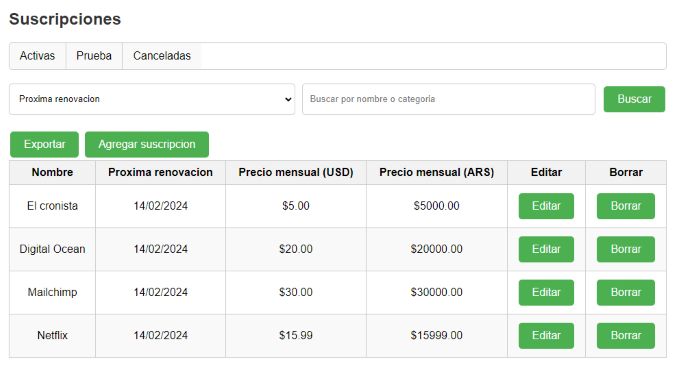 Suscripciones
Activas Prueba Canceladas
Proxima renovacion Buscar por nombre o categoria Buscar
Exportar Agregar suscripcion
Nombre Proxima renovacion Precio mensual (USD) Precio mensual (ARS) Editar Borrar
El cronista 14/02/2024 $5.00 $5000.00 Editar Borrar
Digital Ocean 14/02/2024 $20.00 $20000.00 Editar Borrar
Mailchimp 14/02/2024 $30.00 $30000.00 Editar Borrar
Netflix 14/02/2024 $15.99 $15999.00 Editar Borrar